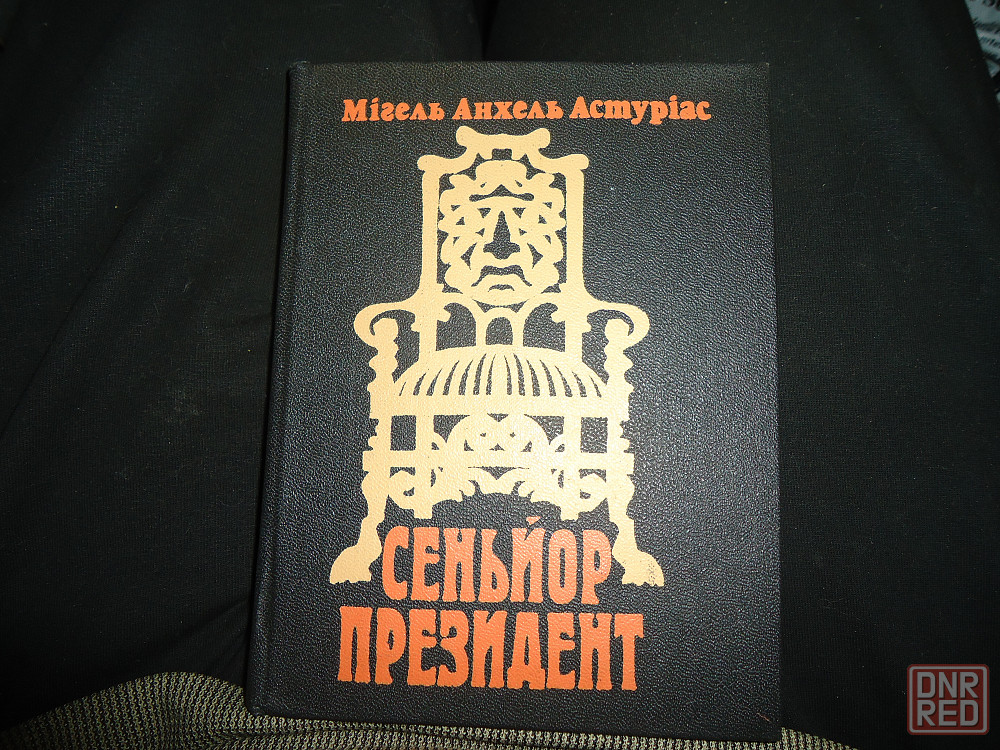 Мігель Анхель Астуріас
СЕНЬЙОР
ПРЕЗИДЕНТ
DNR
RED